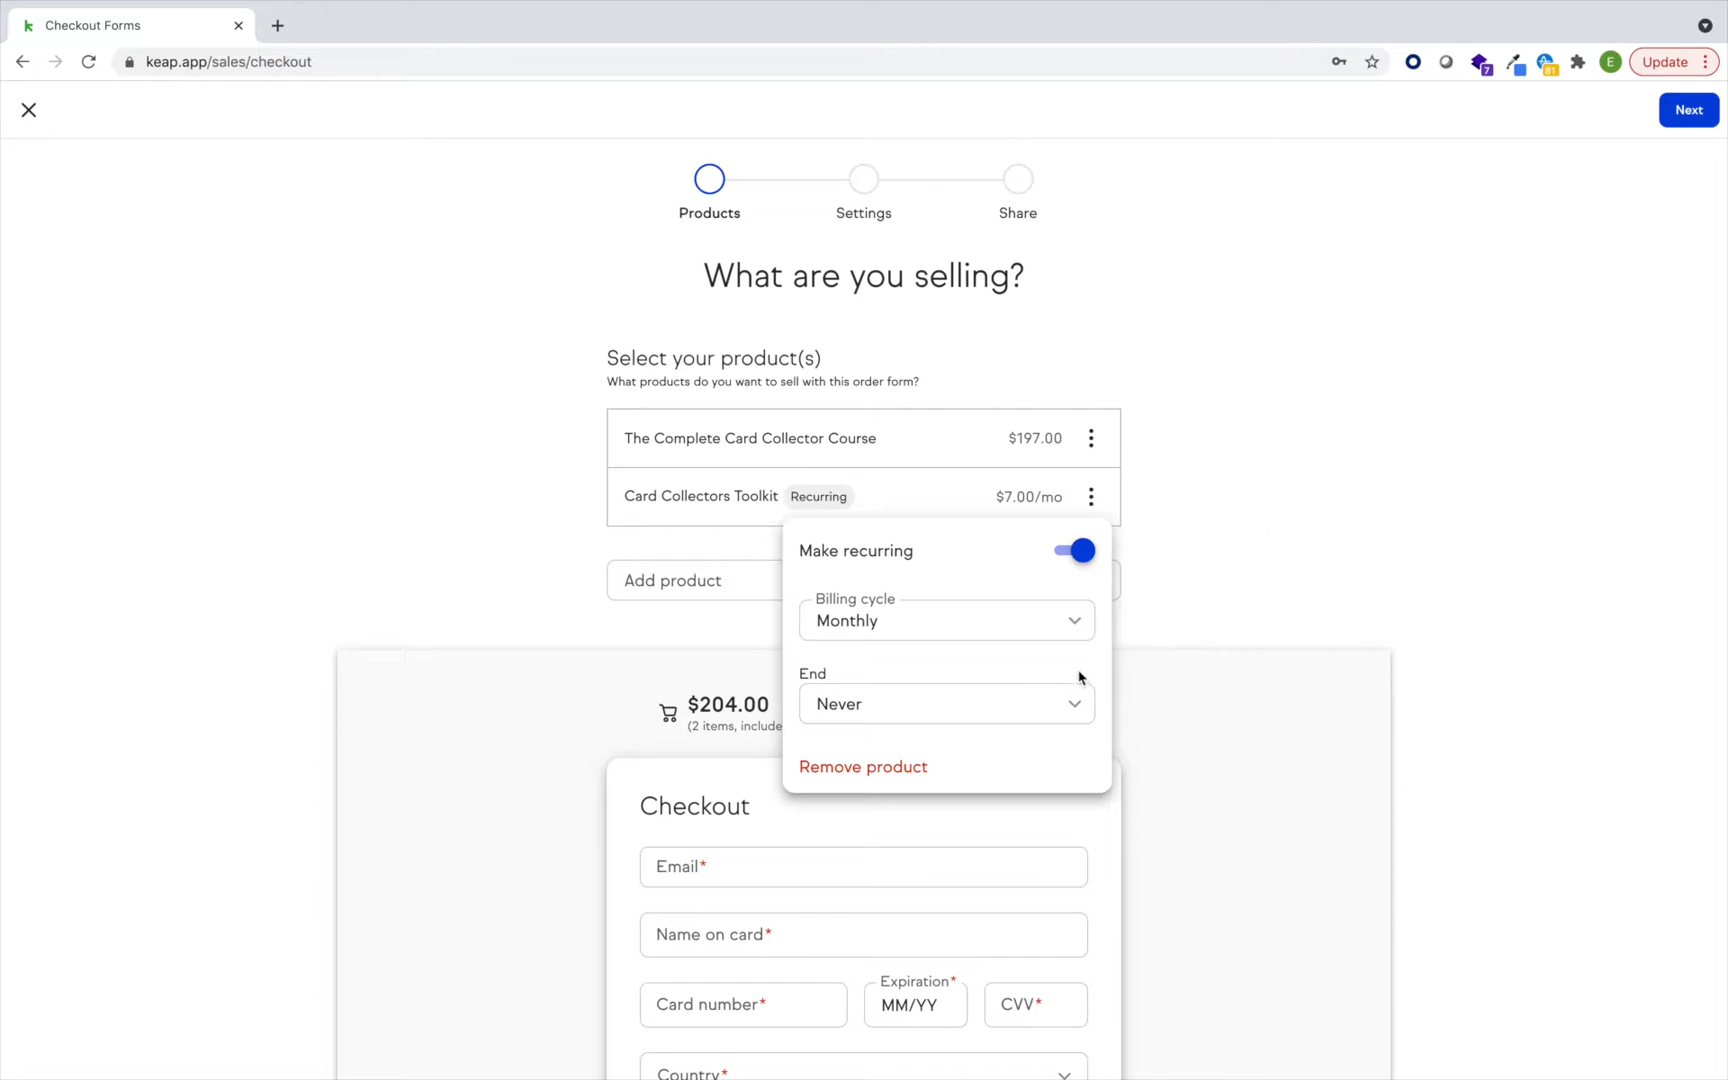 Checkout Forms
keap.app/sales/checkout
7
81
E
Update
Next
Products
Settings
Share
What are you selling?
Select your product(s)
What products do you want to sell with this order form?
The Complete Card Collector Course $197.00
Card Collectors Toolkit Recurring $7.00/mo
Make recurring
Add product
Billing cycle
Monthly
End
Never
$204.00
(2 items, include
Remove product
Checkout
Email*
Name on card*
Expiration*
Card number* MM/YY CVV*
Country*